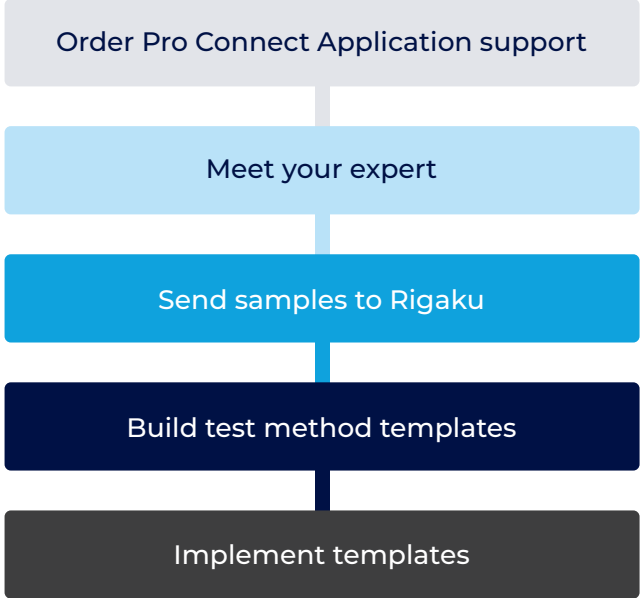 Order Pro Connect Application support
Meet your expert
Send samples to Rigaku
Build test method templates
Implement templates